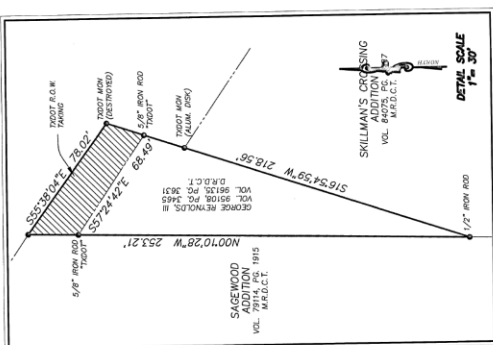 TXDOT R.O.W.
TAKING
TXDOT MON
(DESTROYED)
S55°38'04"E 78.02'
5/8" IRON ROD
"TXDOT"
TXDOT MON
(ALUM. DISK)
S57°24'42"E 68.49'
5/8" IRON ROD
"TXDOT"
GEORGE REYNOLDS, III
VOL. 95108, PG. 3465
VOL. 96135, PG. 3631
D.R.D.C.T.
N00°10'28"W 253.21'
S16°54'59"W 218.56'
SAGEWOOD
ADDITION
VOL. 79114, PG. 1915
M.R.D.C.T.
SKILLMAN'S CROSSING
ADDITION
VOL. 84075, PG.
M.R.D.C.T.
NORTH
DETAIL SCALE
1"= 30'
1/2" IRON ROD